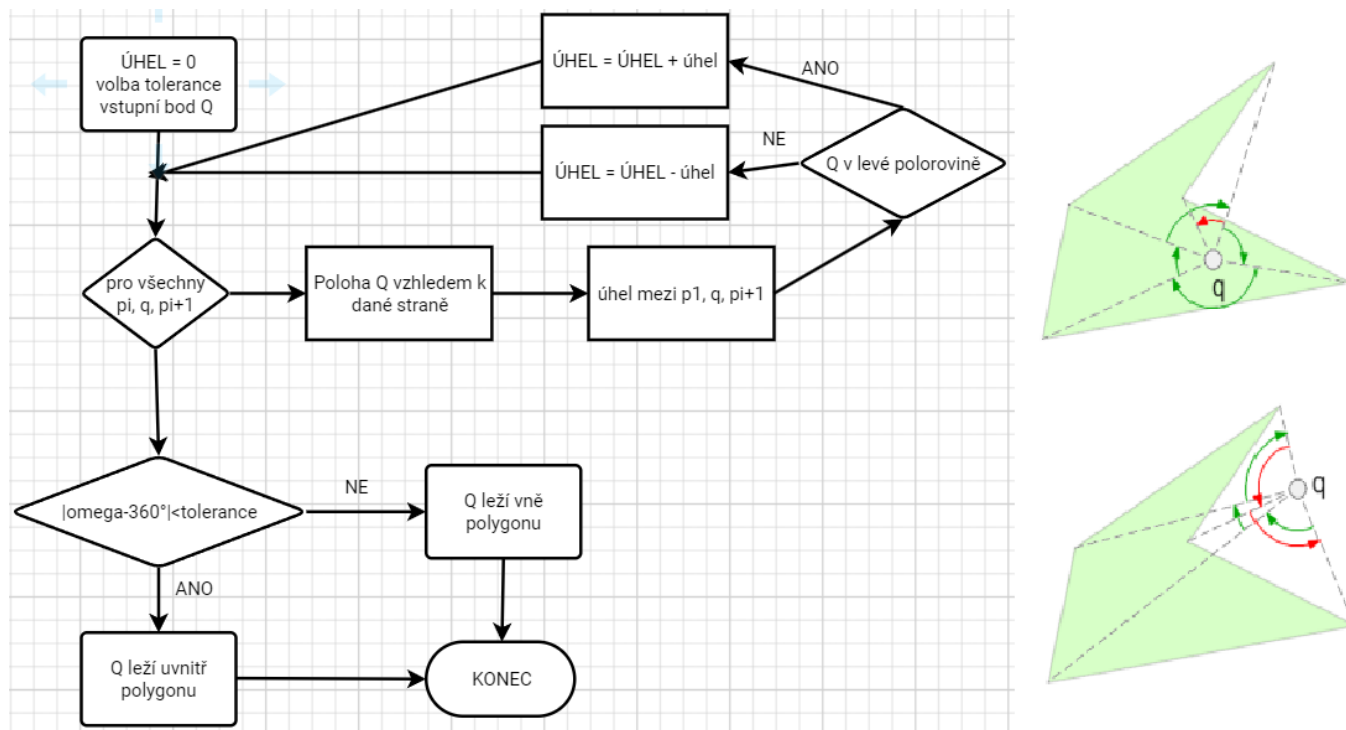 ÚHEL = 0
volba tolerance
vstupní bod Q
ÚHEL = ÚHEL + úhel
ANO
ÚHEL = ÚHEL - úhel
NE
Q v levé polorovině
pro všechny
pi, q, pi+1
Poloha Q vzhledem k
dané straně
úhel mezi p1, q, pi+1
|omega-360°|<tolerance
NE
Q leží vně
polygonu
ANO
Q leží uvnitř
polygonu
KONEC
q
q